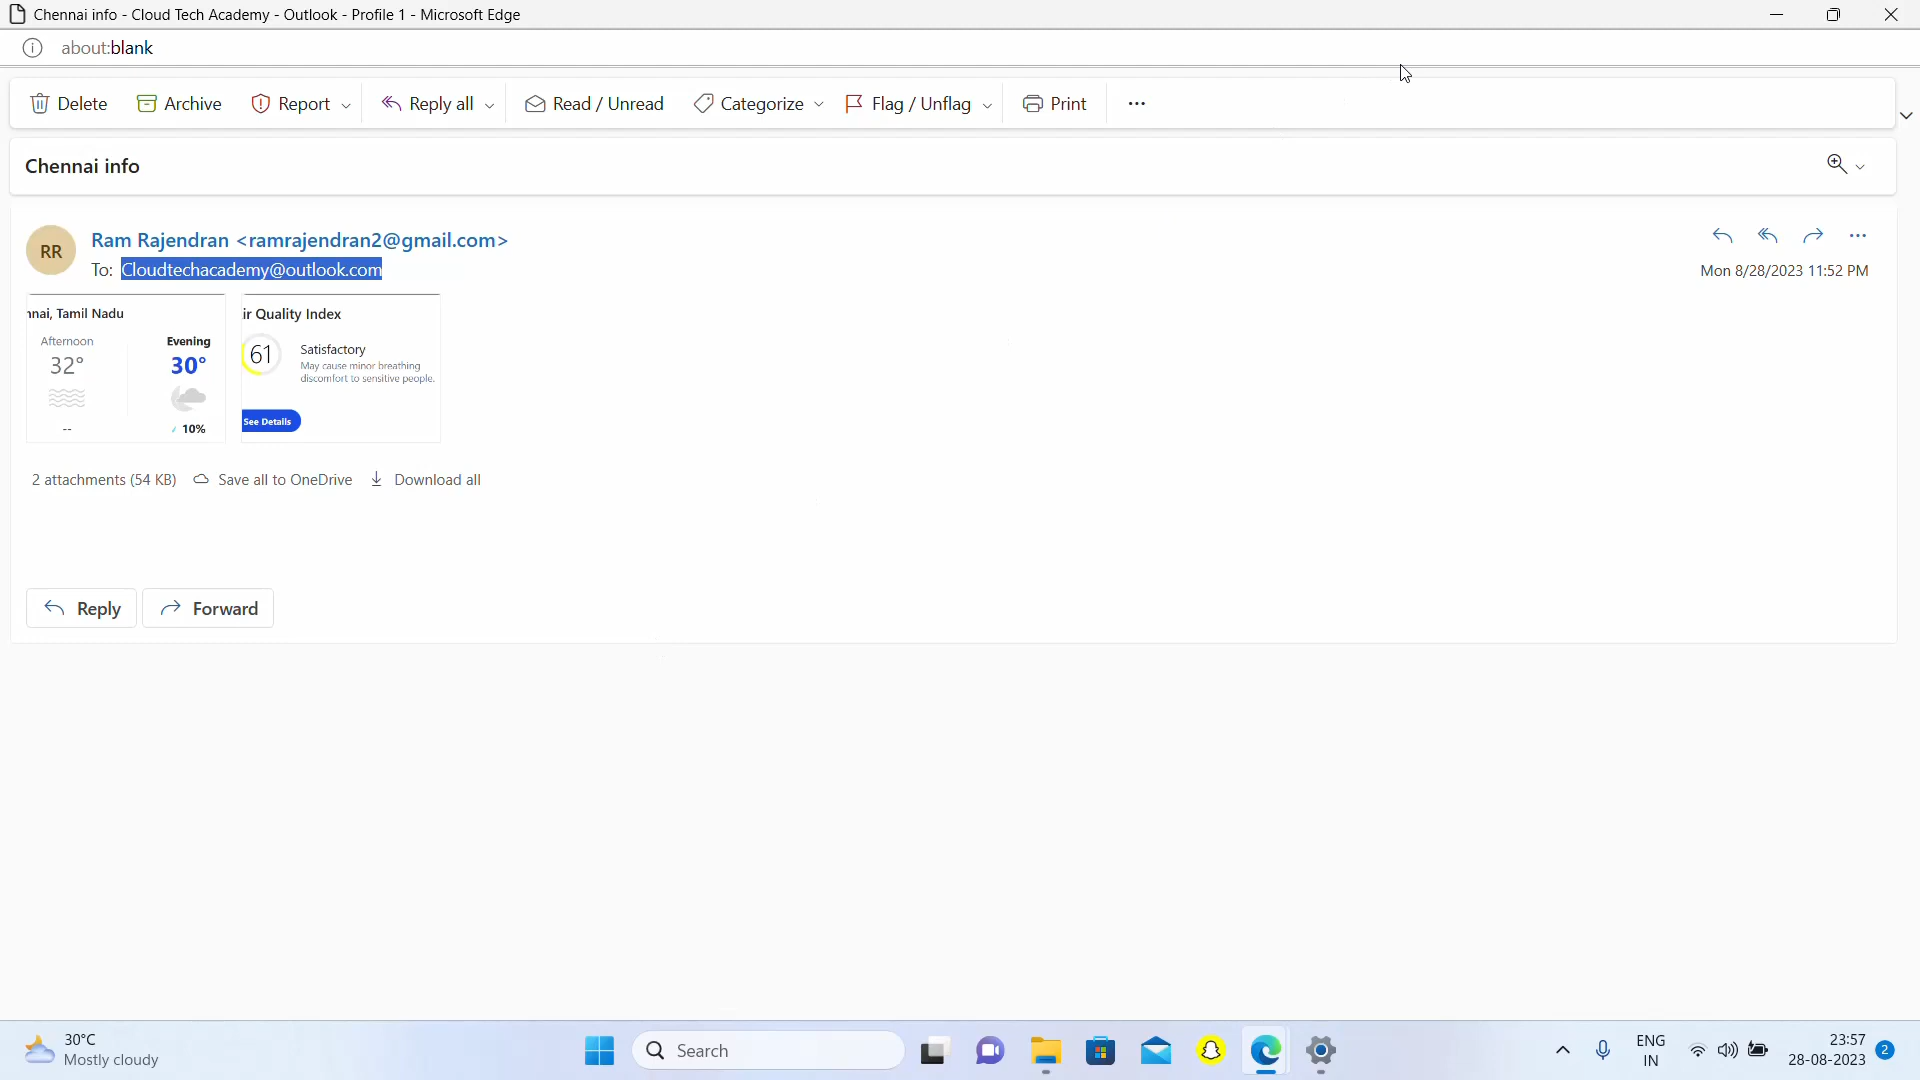 Chennai info - Cloud Tech Academy - Outlook - Profile 1 - Microsoft Edge
about:blank
Delete Archive Report Reply all Read / Unread Categorize Flag / Unflag Print
Chennai info
RR
Ram Rajendran <ramrajendran2@gmail.com>
To: Cloudtechacademy@outlook.com
Mon 8/28/2023 11:52 PM
nnai, Tamil Nadu
Afternoon Evening
32° 30°
-- 10%
ir Quality Index
61
Satisfactory
May cause minor breathing
discomfort to sensitive people.
See Details
2 attachments (54 KB) Save all to OneDrive Download all
Reply Forward
30°C
Mostly cloudy
Search
ENG
IN
23:57
28-08-2023
2